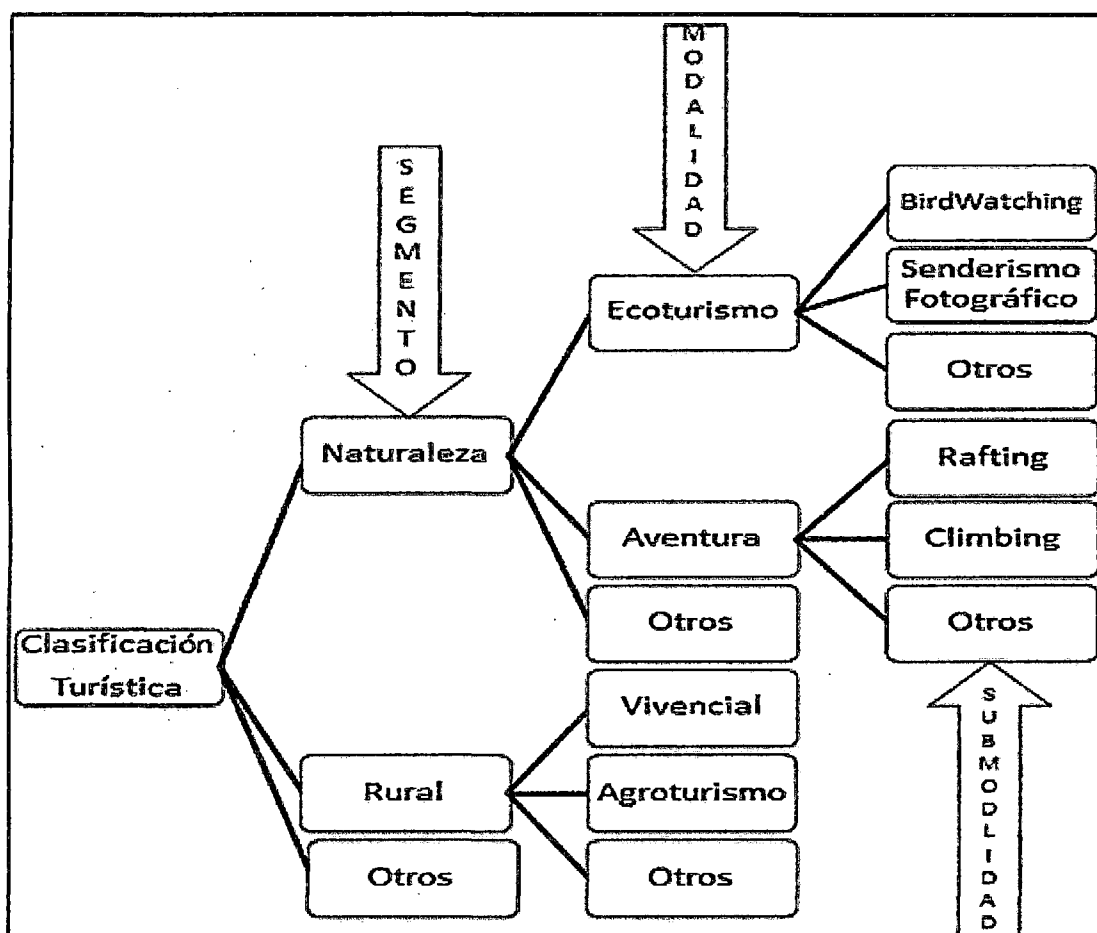 MODALIDAD
SEGMENTO
BirdWatching
Senderismo
Fotográfico
Ecoturismo
Otros
Naturaleza
Rafting
Aventura
Climbing
Otros
Otros
Clasificación
Turística
Vivencial
Rural
Agroturismo
Otros
Otros
SUBMODLIDAD